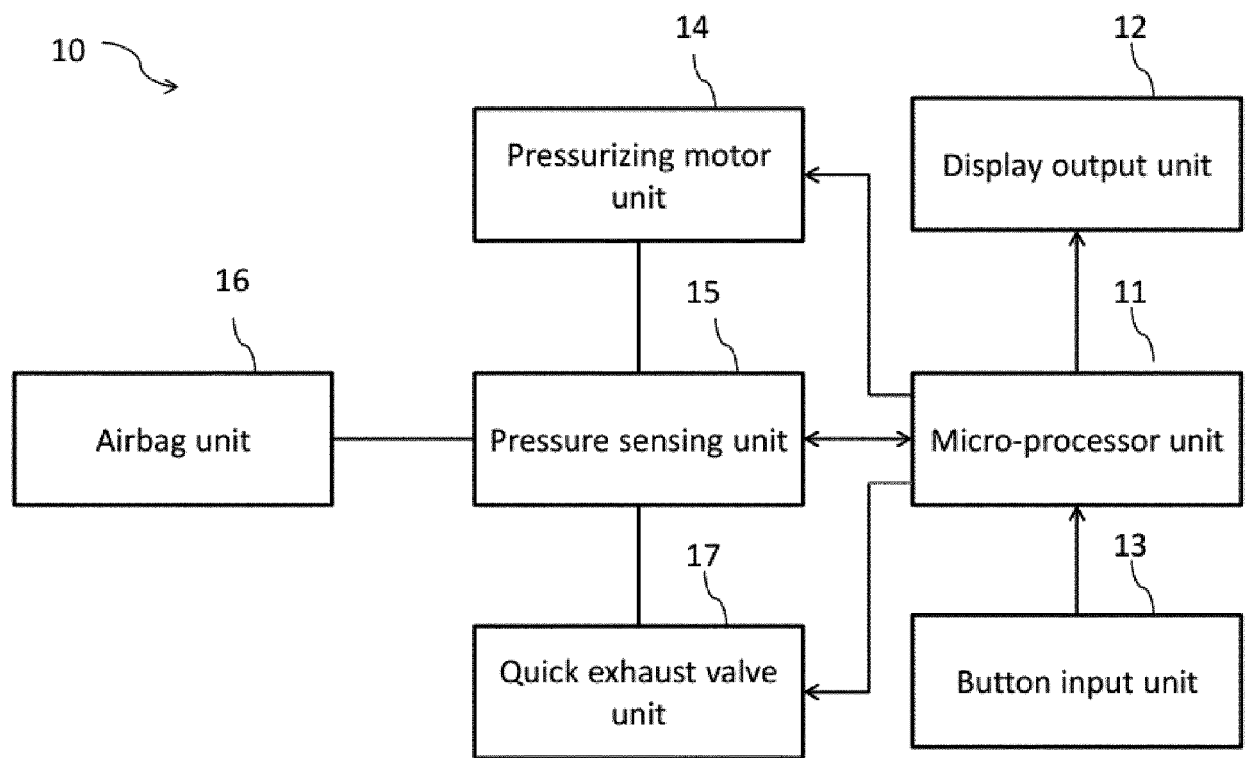 10
14
12
Pressurizing motor
unit
Display output unit
16
15
11
Airbag unit
Pressure sensing unit
Micro-processor unit
17
13
Quick exhaust valve
unit
Button input unit